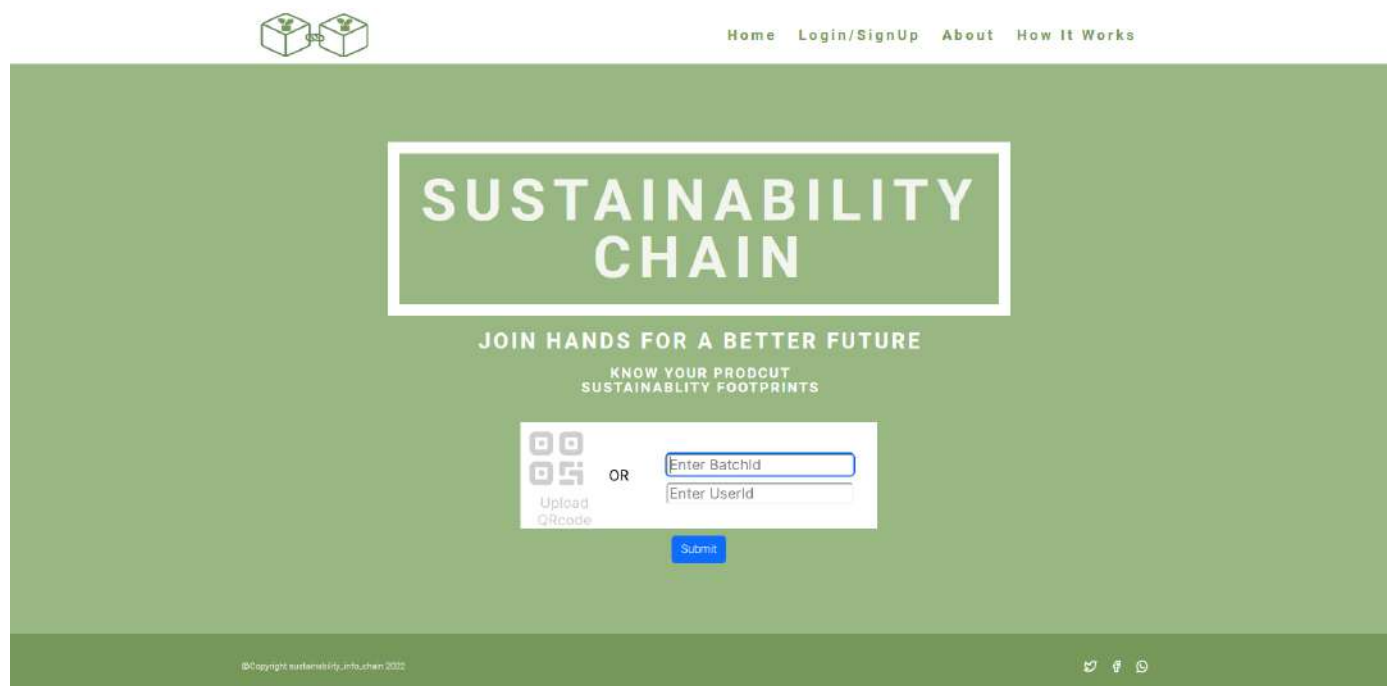 Home Login/SignUp About How It Works
SUSTAINABILITY
CHAIN
JOIN HANDS FOR A BETTER FUTURE
KNOW YOUR PRODCUT
SUSTAINABLITY FOOTPRINTS
Upload
QRcode
OR
Enter BatchId
Enter UserId
Submit
©Copyright sustainability_info_chain 2022